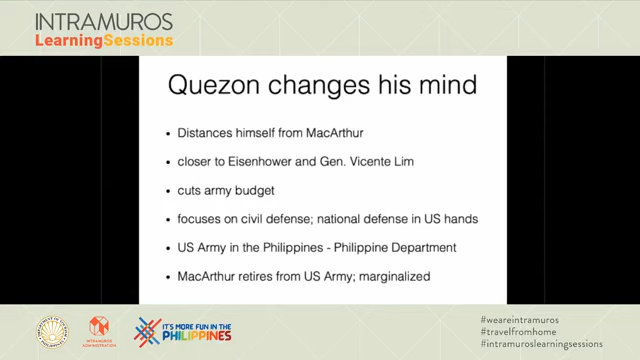 INTRAMUROS
LearningSessions
Quezon changes his mind
• Distances himself from MacArthur
• closer to Eisenhower and Gen. Vicente Lim
• cuts army budget
• focuses on civil defense; national defense in US hands
• US Army in the Philippines - Philippine Department
• MacArthur retires from US Army; marginalized
INTRAMUROS
ADMINISTRATION
IT'S MORE FUN IN THE
PHILIPPINES
#weareintramuros
#travelfromhome
#intramuroslearningsessions